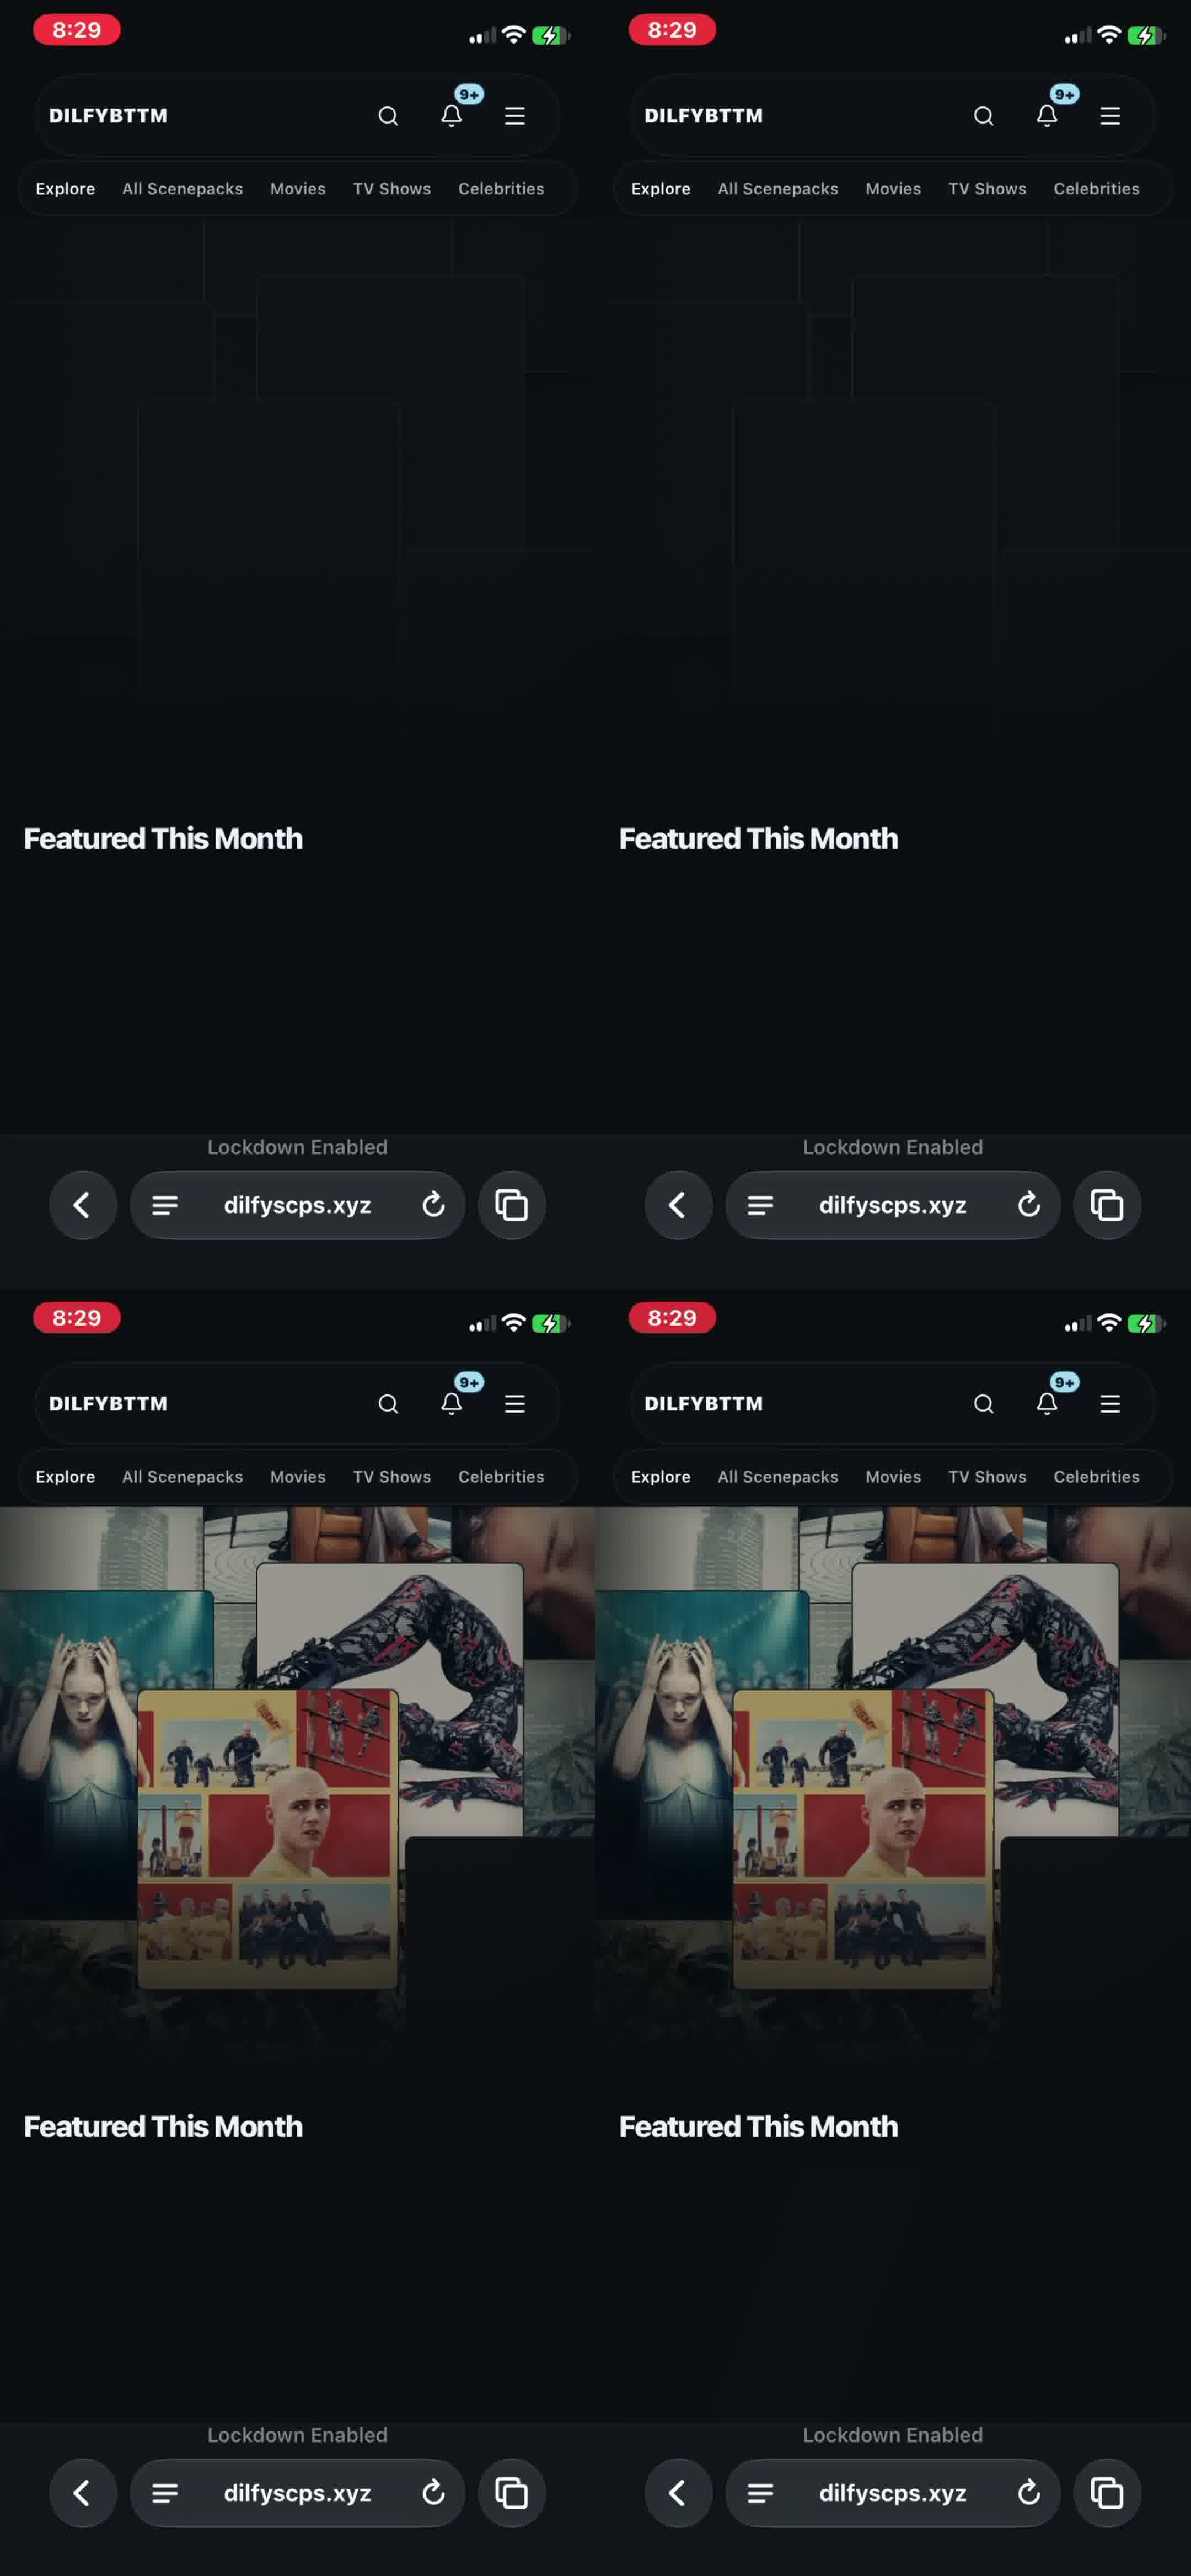 8:29
DILFYBTTM
9+
Explore All Scenepacks Movies TV Shows Celebrities
Featured This Month
Lockdown Enabled
dilfyscps.xyz
8:29
DILFYBTTM
9+
Explore All Scenepacks Movies TV Shows Celebrities
Featured This Month
Lockdown Enabled
dilfyscps.xyz
8:29
DILFYBTTM
9+
Explore All Scenepacks Movies TV Shows Celebrities
Featured This Month
Lockdown Enabled
dilfyscps.xyz
8:29
DILFYBTTM
9+
Explore All Scenepacks Movies TV Shows Celebrities
Featured This Month
Lockdown Enabled
dilfyscps.xyz